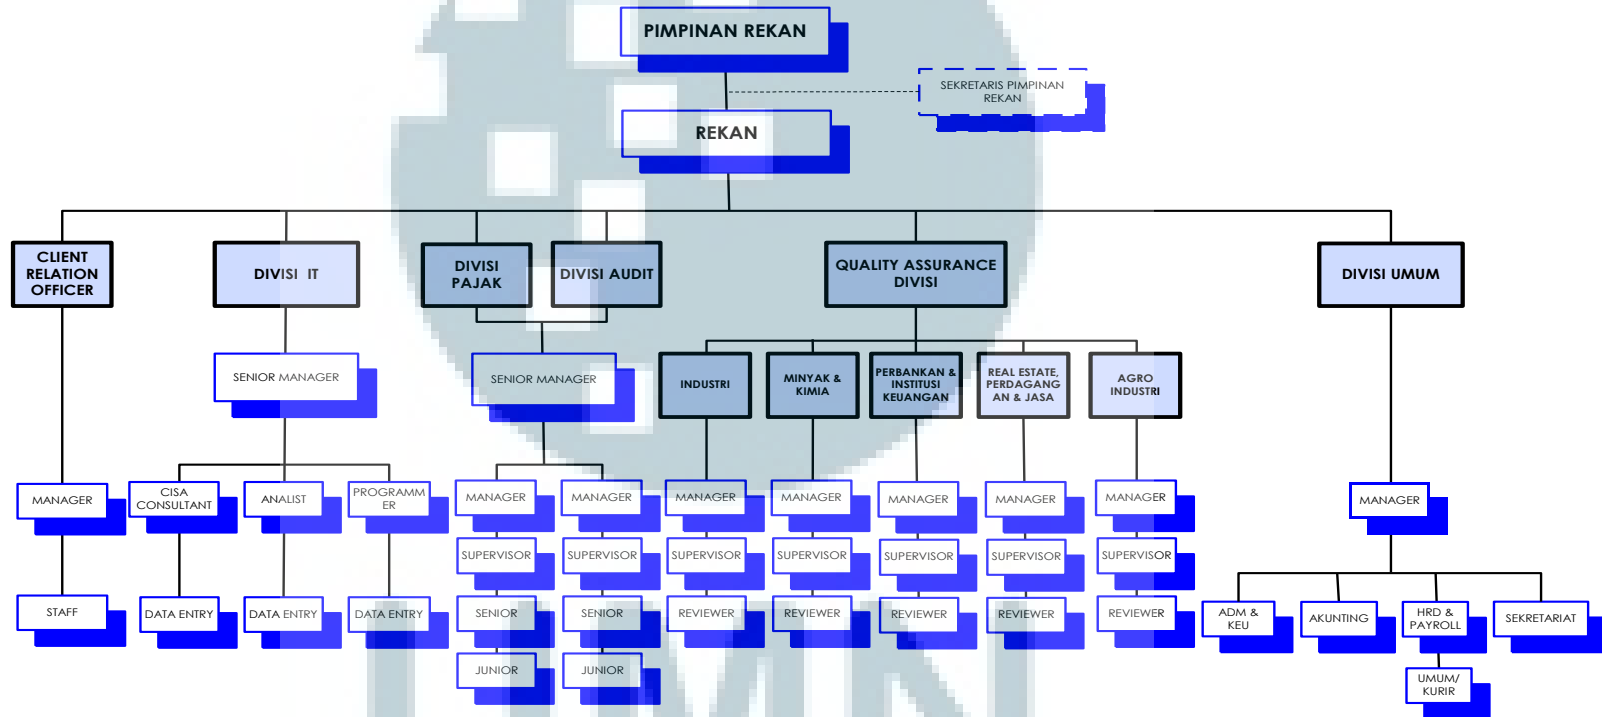 PIMPINAN REKAN
SEKRETARIS PIMPINAN
REKAN
REKAN
CLIENT
RELATION
OFFICER
DIVISI IT
DIVISI
PAJAK
DIVISI AUDIT
QUALITY ASSURANCE
DIVISI
DIVISI UMUM
SENIOR MANAGER
SENIOR MANAGER
INDUSTRI
MINYAK &
KIMIA
PERBANKAN &
INSTITUSI
KEUANGAN
REAL ESTATE,
PERDAGANG
AN & JASA
AGRO
INDUSTRI
MANAGER
CISA
CONSULTANT
ANALIST
PROGRAMM
ER
MANAGER
MANAGER
MANAGER
MANAGER
MANAGER
MANAGER
MANAGER
MANAGER
SUPERVISOR
SUPERVISOR
SUPERVISOR
SUPERVISOR
SUPERVISOR
SUPERVISOR
SUPERVISOR
STAFF
DATA ENTRY
DATA ENTRY
DATA ENTRY
SENIOR
SENIOR
REVIEWER
REVIEWER
REVIEWER
REVIEWER
REVIEWER
ADM &
KEU
AKUNTING
HRD &
PAYROLL
SEKRETARIAT
JUNIOR
JUNIOR
UMUM/
KURIR